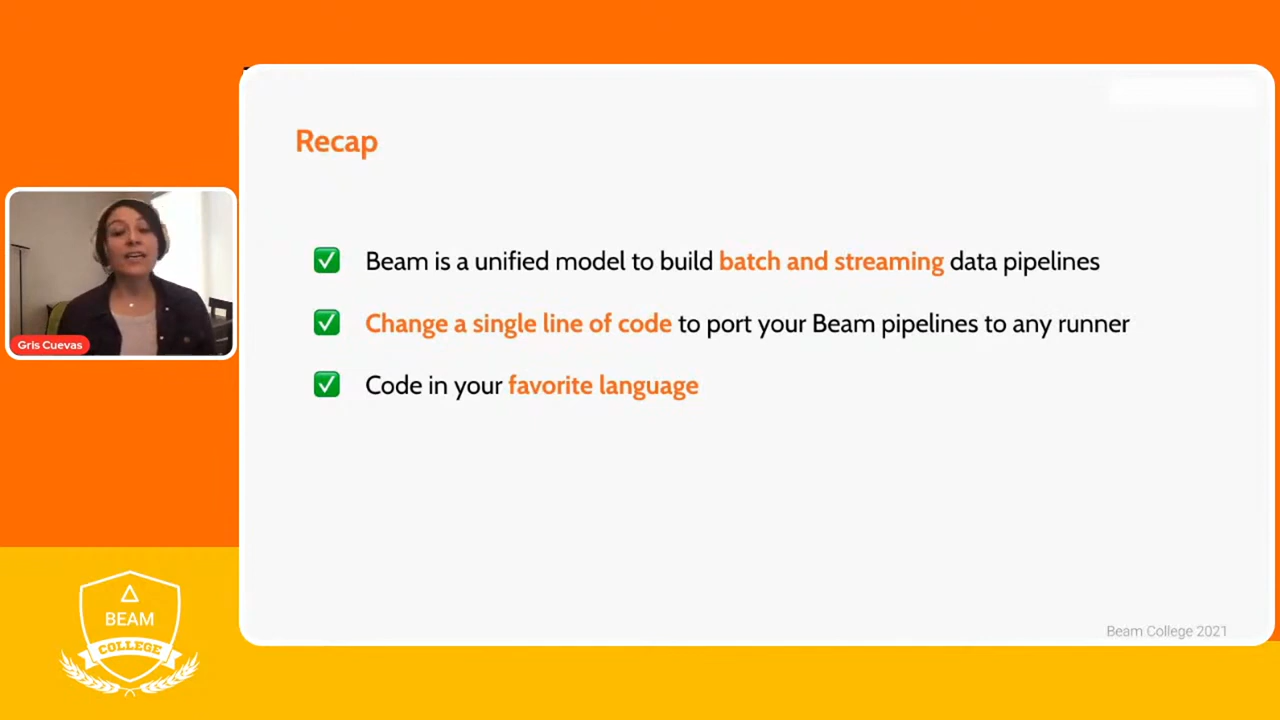 Recap
✅ Beam is a unified model to build batch and streaming data pipelines
✅ Change a single line of code to port your Beam pipelines to any runner
✅ Code in your favorite language
Gris Cuevas
BEAM
COLLEGE
Beam College 2021